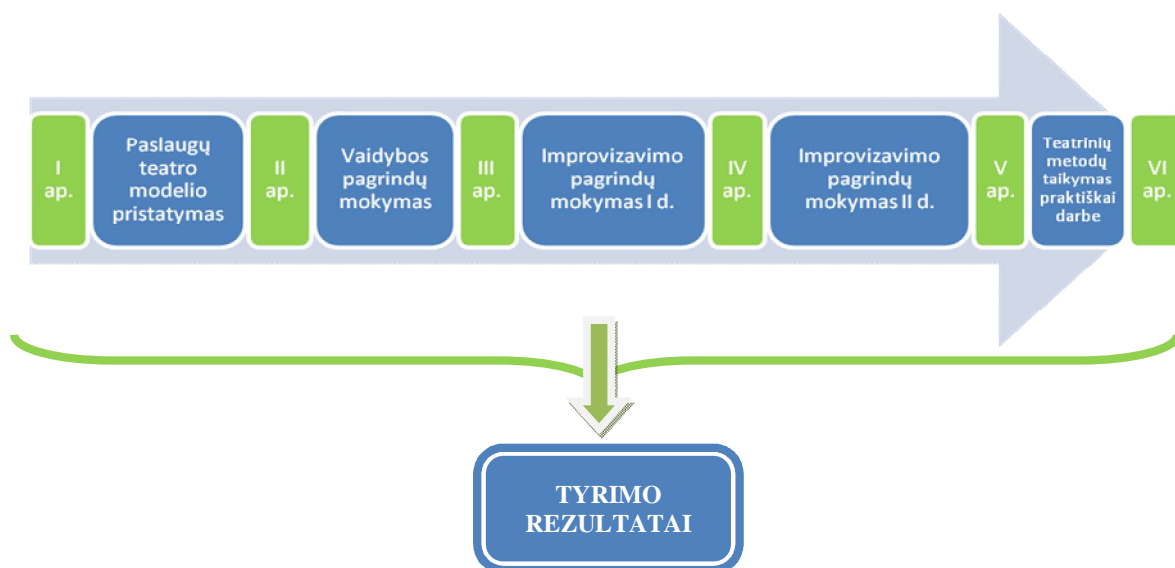 I
ap.
Paslaugų
teatro
modelio
pristatymas
II
ap.
Vaidybos
pagrindų
mokymas
III
ap.
Improvizavimo
pagrindų
mokymas I d.
IV
ap.
Improvizavimo
pagrindų
mokymas II d.
V
ap.
Teatrinių
metodų
taikymas
praktiškai
darbe
VI
ap.
TYRIMO
REZULTATAI